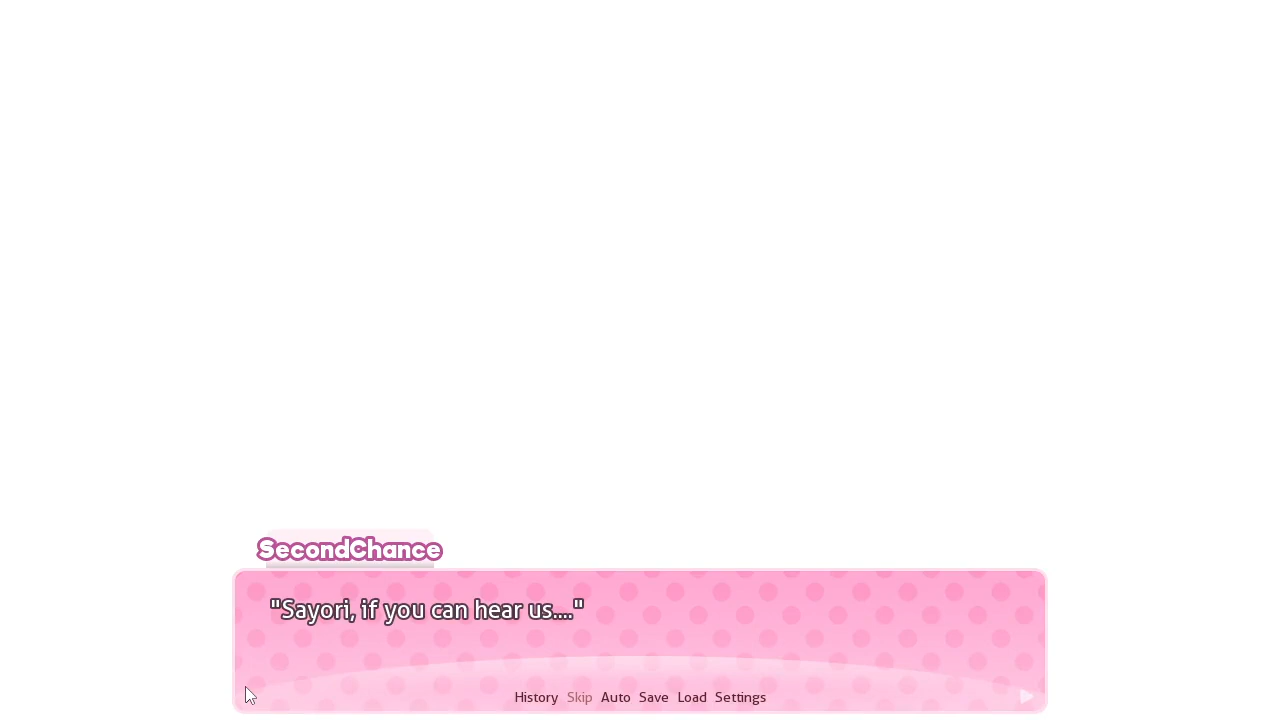 SecondChance
"Sayori, if you can hear us...."
History Skip Auto Save Load Settings